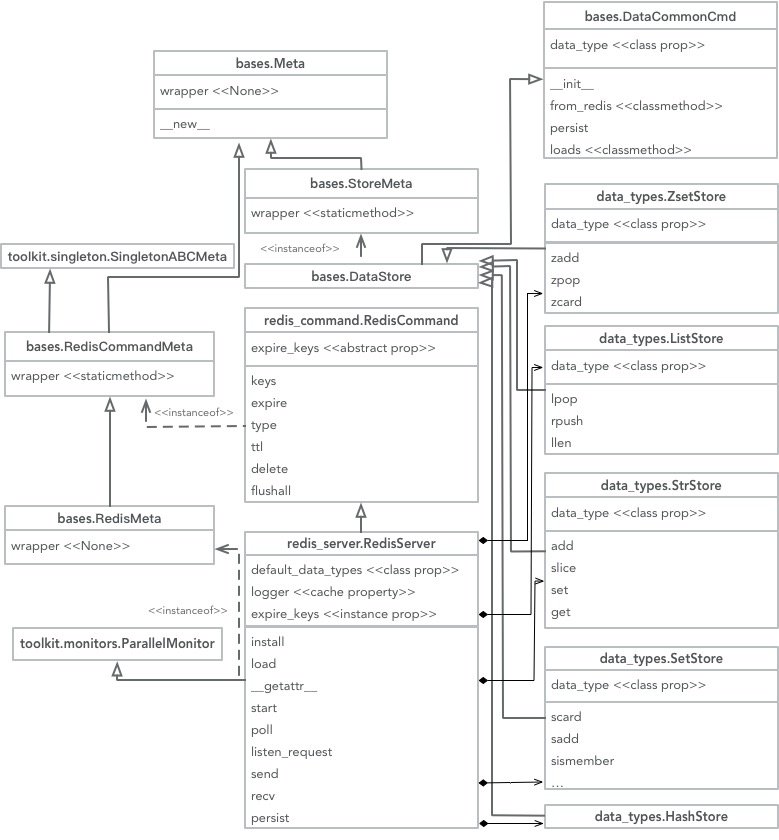 bases.DataCommonCmd
data_type <<class prop>>
__init__
from_redis <<classmethod>>
persist
loads <<classmethod>>
bases.Meta
wrapper <<None>>
__new__
bases.StoreMeta
wrapper <<staticmethod>>
<<instanceof>>
bases.DataStore
toolkit.singleton.SingletonABCMeta
bases.RedisCommandMeta
wrapper <<staticmethod>>
<<instanceof>>
redis_command.RedisCommand
expire_keys <<abstract prop>>
keys
expire
type
ttl
delete
flushall
bases.RedisMeta
wrapper <<None>>
<<instanceof>>
toolkit.monitors.ParallelMonitor
redis_server.RedisServer
default_data_types <<class prop>>
logger <<cache property>>
expire_keys <<instance prop>>
install
load
__getattr__
start
poll
listen_request
send
recv
persist
data_types.ZsetStore
data_type <<class prop>>
zadd
zpop
zcard
data_types.ListStore
data_type <<class prop>>
lpop
rpush
llen
data_types.StrStore
data_type <<class prop>>
add
slice
set
get
data_types.SetStore
data_type <<class prop>>
scard
sadd
sismember
...
data_types.HashStore